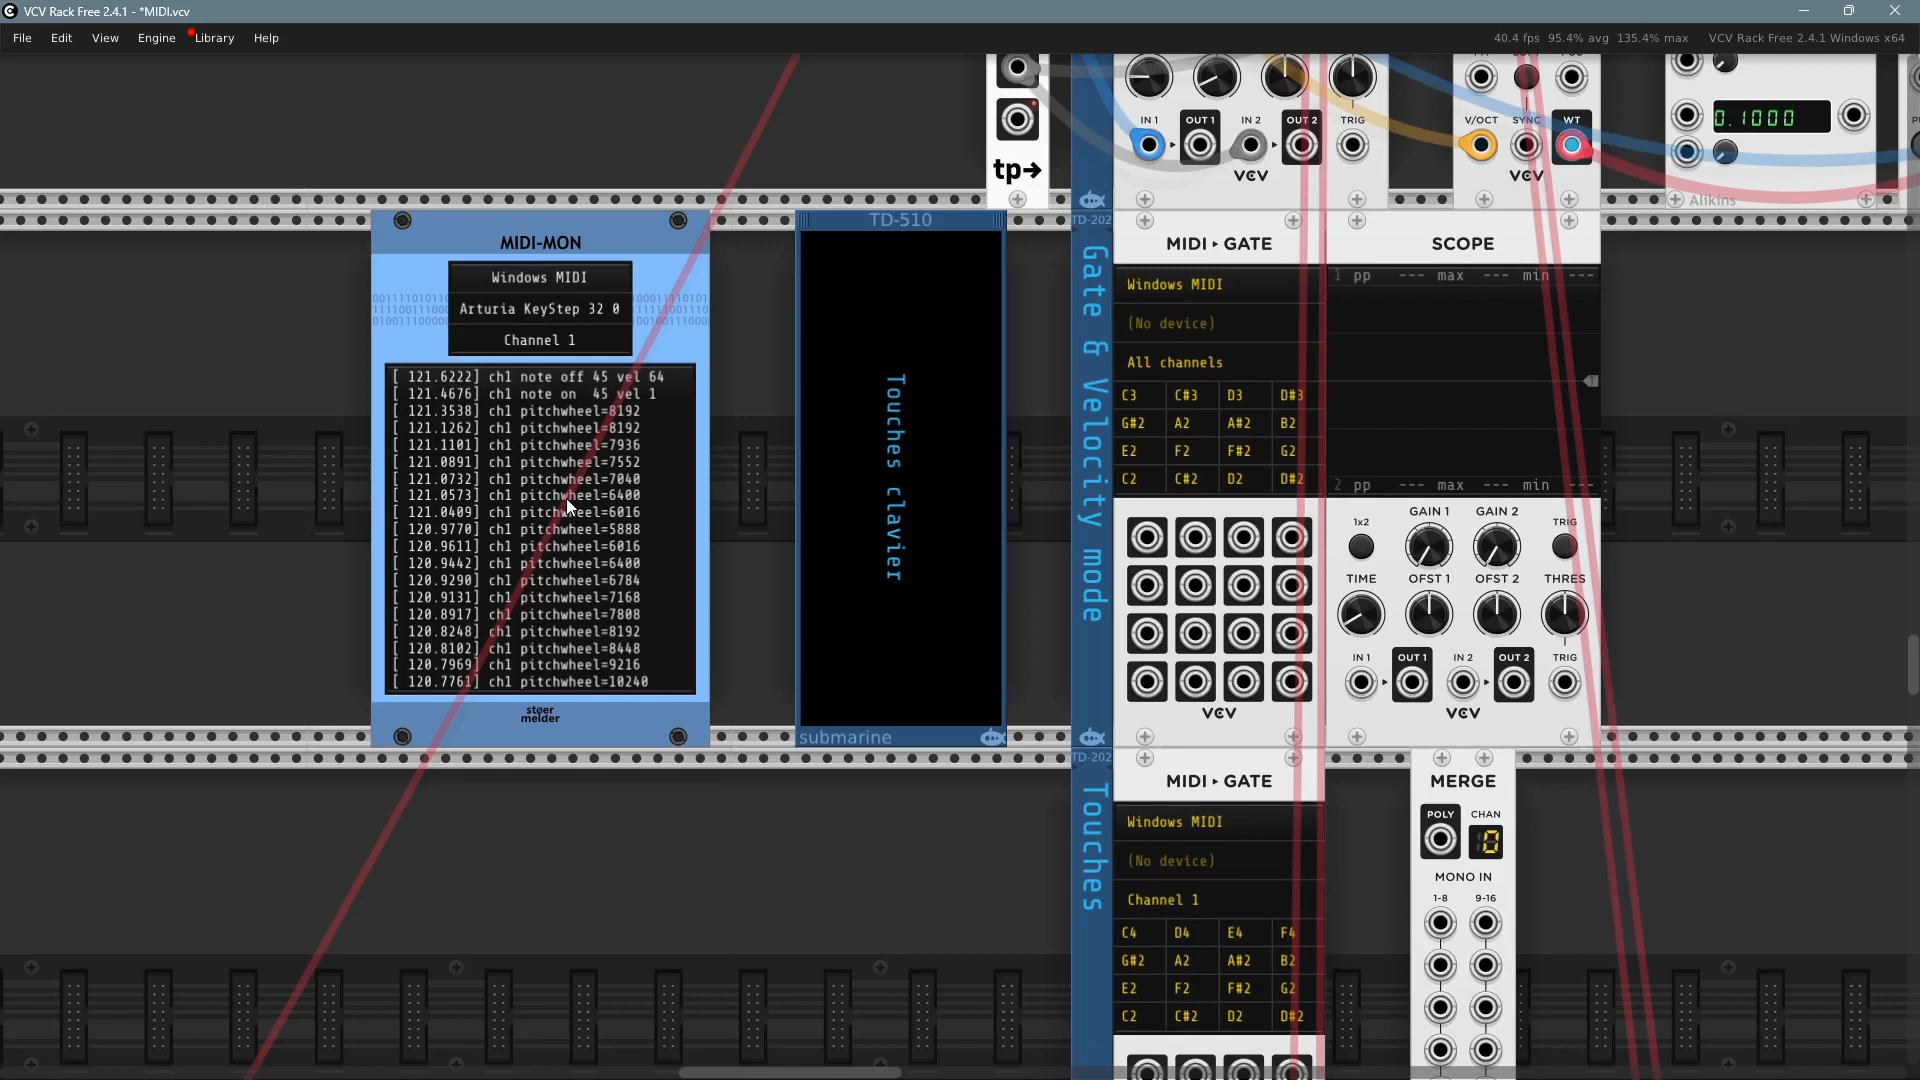 VCV Rack Free 2.4.1 - *MIDI.vcv
File Edit View Engine Library Help
40.4 fps 95.4% avg 135.4% max VCV Rack Free 2.4.1 Windows x64
tp→
IN 1 OUT 1 IN 2 OUT 2 TRIG
VCV
V/OCT SYNC WT
VCV
0.1000
Alikins
MIDI-MON
Windows MIDI
Arturia KeyStep 32 0
Channel 1
[ 121.6222] ch1 note off 45 vel 64
[ 121.4676] ch1 note on 45 vel 1
[ 121.3538] ch1 pitchwheel=8192
[ 121.1262] ch1 pitchwheel=8192
[ 121.1101] ch1 pitchwheel=7936
[ 121.0891] ch1 pitchwheel=7552
[ 121.0732] ch1 pitchwheel=7040
[ 121.0573] ch1 pitchwheel=6400
[ 121.0409] ch1 pitchwheel=6016
[ 120.9770] ch1 pitchwheel=5888
[ 120.9611] ch1 pitchwheel=6016
[ 120.9442] ch1 pitchwheel=6400
[ 120.9290] ch1 pitchwheel=6784
[ 120.9131] ch1 pitchwheel=7168
[ 120.8917] ch1 pitchwheel=7808
[ 120.8248] ch1 pitchwheel=8192
[ 120.8102] ch1 pitchwheel=8448
[ 120.7969] ch1 pitchwheel=9216
[ 120.7761] ch1 pitchwheel=10240
støer
melder
TD-510
Touches clavier
submarine
TD-202
Gate & Velocity mode
MIDI ▸ GATE
Windows MIDI
(No device)
All channels
C3 C#3 D3 D#3
G#2 A2 A#2 B2
E2 F2 F#2 G2
C2 C#2 D2 D#2
VCV
SCOPE
1 pp --- max --- min ---
2 pp --- max --- min ---
1x2 GAIN 1 GAIN 2 TRIG
TIME OFST 1 OFST 2 THRES
IN 1 OUT 1 IN 2 OUT 2 TRIG
VCV
TD-202
Touches
MIDI ▸ GATE
Windows MIDI
(No device)
Channel 1
C4 D4 E4 F4
G#2 A2 A#2 B2
E2 F2 F#2 G2
C2 C#2 D2 D#2
MERGE
POLY CHAN
0
MONO IN
1-8 9-16